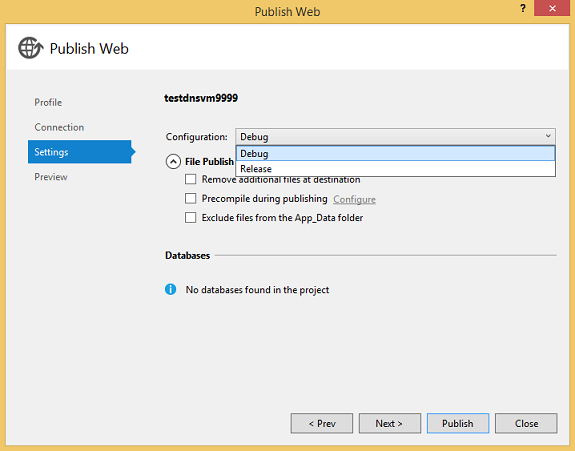 Publish Web
?
Publish Web
Profile
Connection
Settings
Preview
testdnsvm9999
Configuration: Debug
Debug
Release
File Publish
Remove additional files at destination
Precompile during publishing Configure
Exclude files from the App_Data folder
Databases
No databases found in the project
< Prev
Next >
Publish
Close